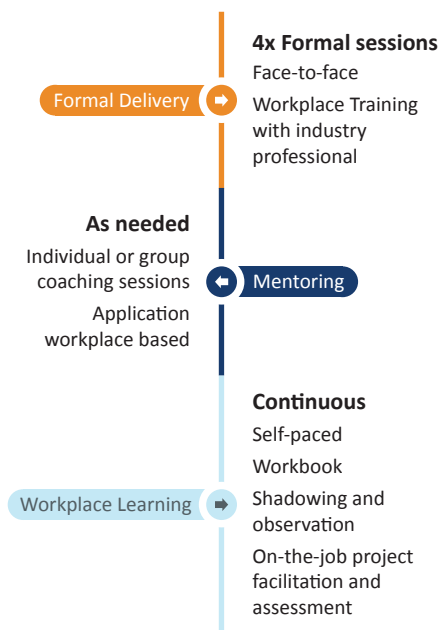 4x Formal sessions
Face-to-face
Formal Delivery
Workplace Training
with industry
professional
As needed
Individual or group
coaching sessions
Mentoring
Application
workplace based
Continuous
Self-paced
Workbook
Workplace Learning
Shadowing and
observation
On-the-job project
facilitation and
assessment